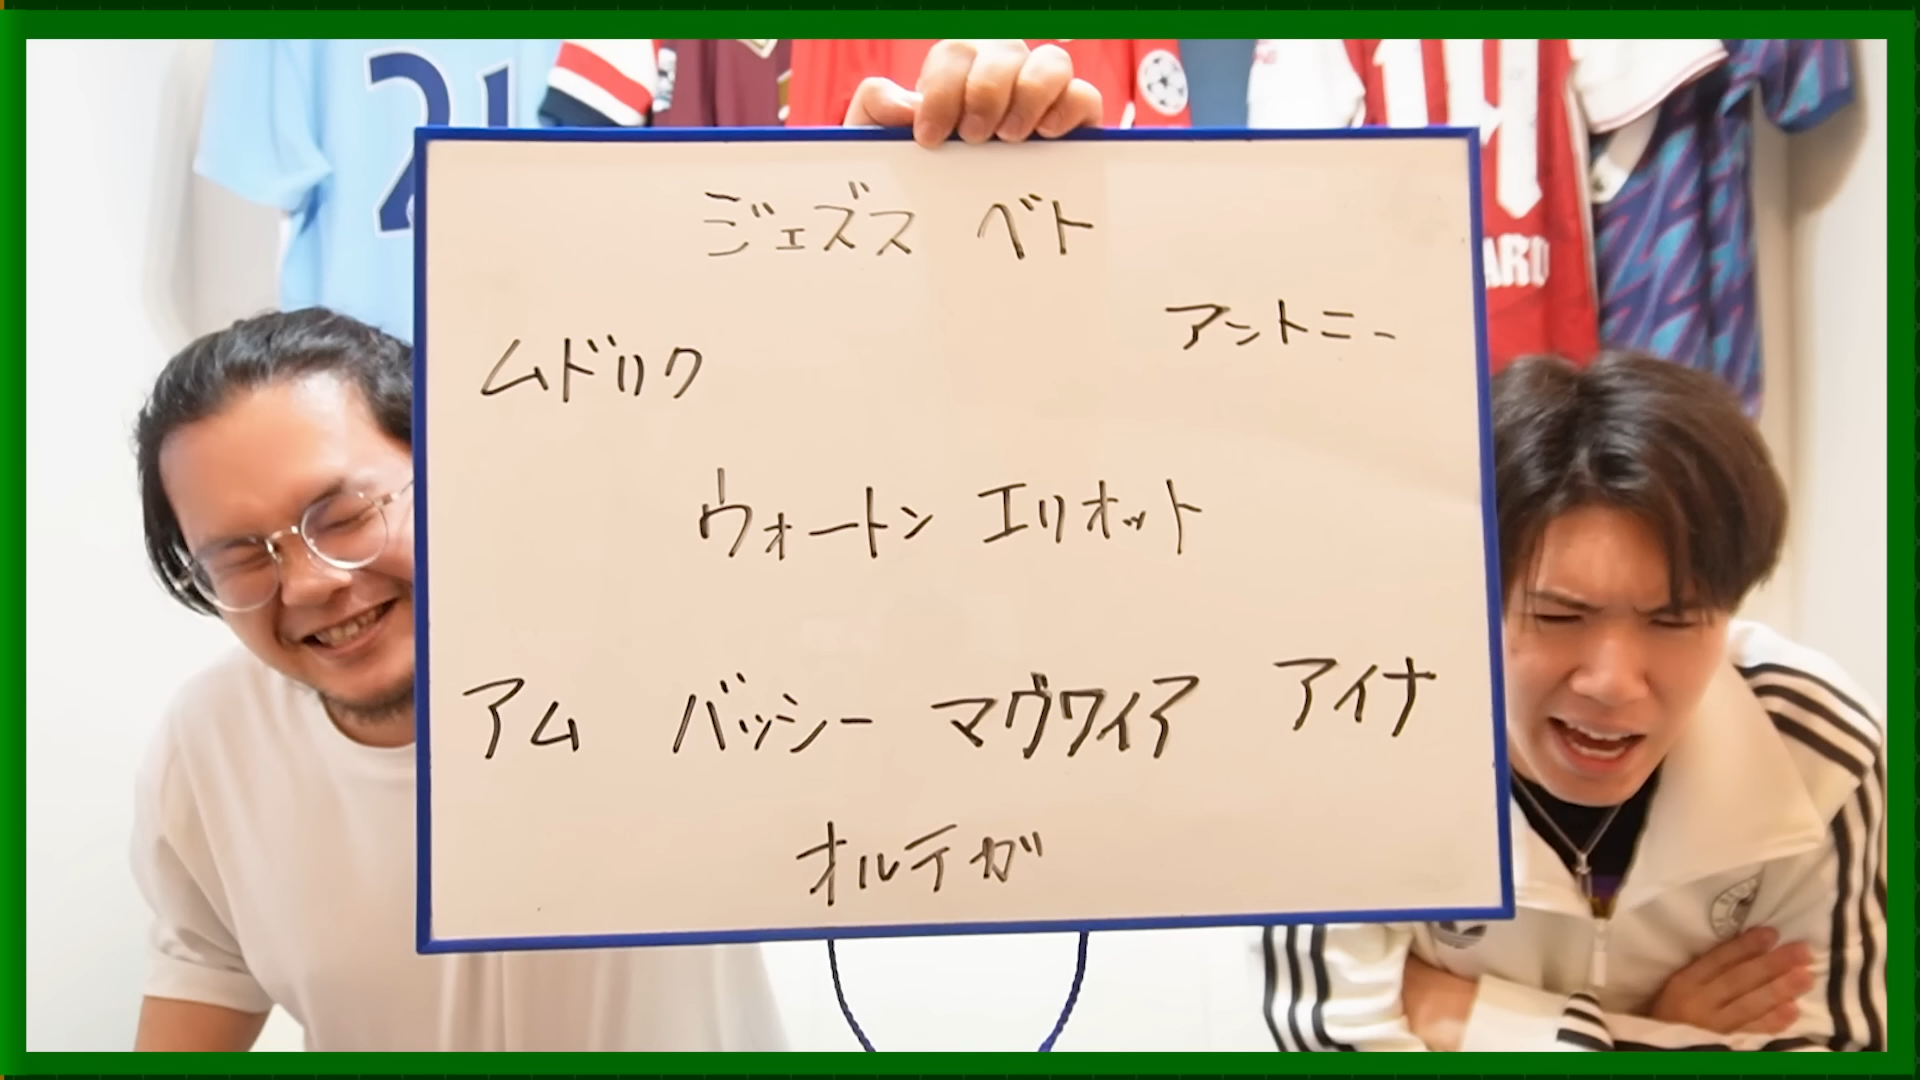 21
ジェズス ベト
アントニー
ムドリク
ウォートン エリオット
アム バッシー マヴワイア アイナ
オルテガ